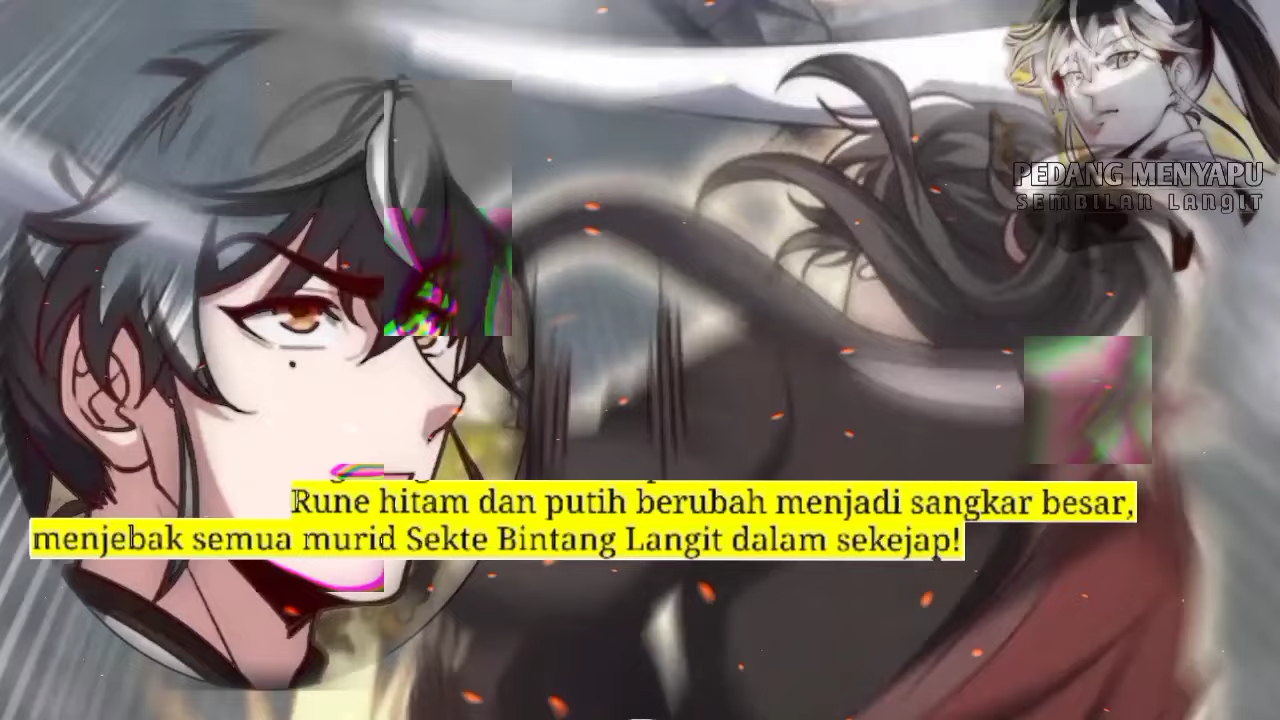 PEDANG MENYAPU
SEMBILAN LANGIT
Rune hitam dan putih berubah menjadi sangkar besar,
menjebak semua murid Sekte Bintang Langit dalam sekejap!